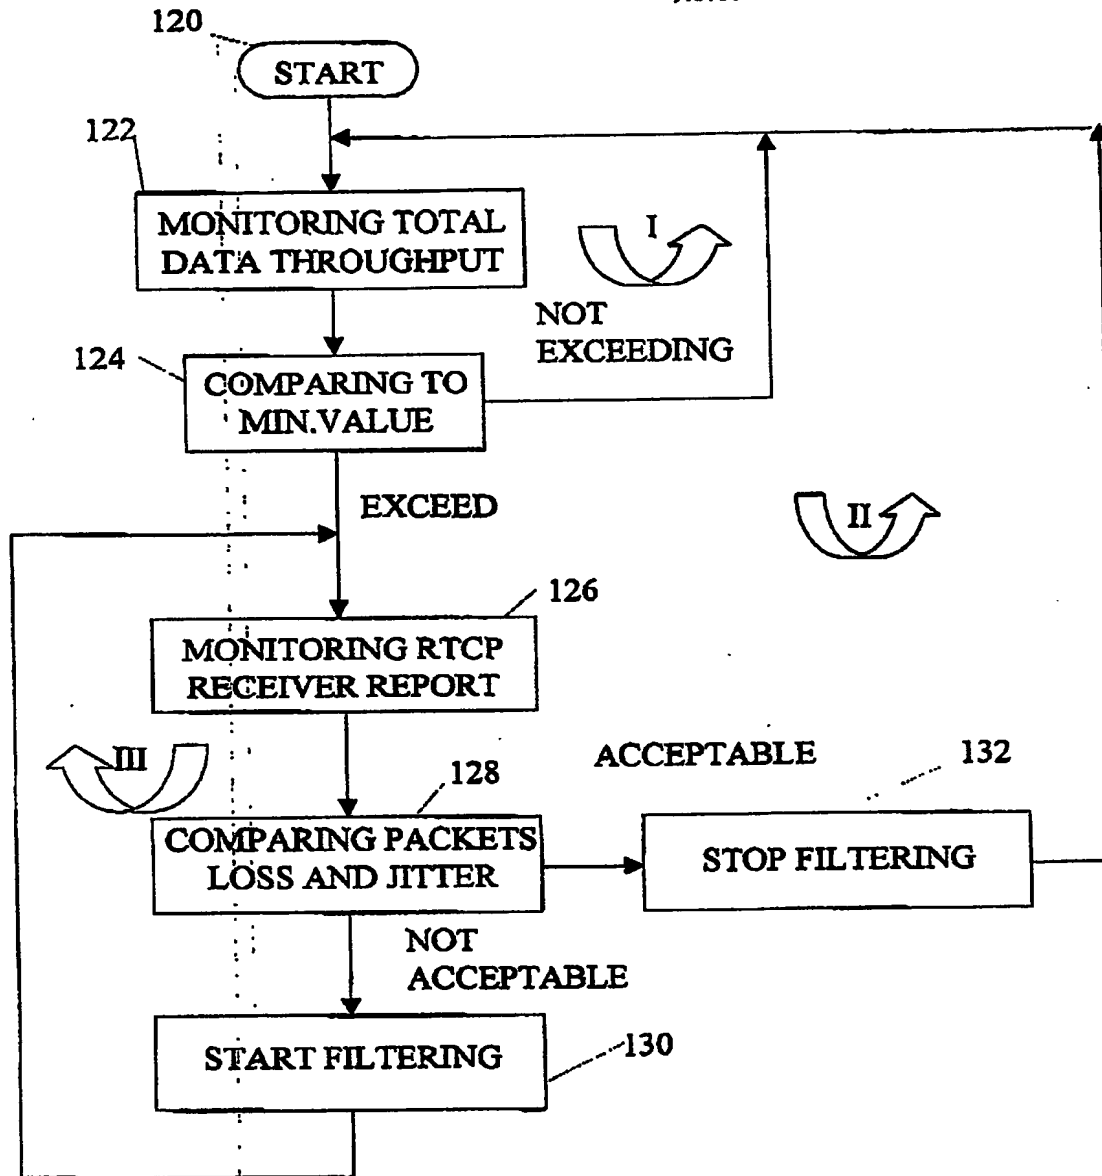 120
START
122
MONITORING TOTAL
DATA THROUGHPUT
I
NOT
EXCEEDING
124
COMPARING TO
MIN.VALUE
EXCEED
II
126
MONITORING RTCP
RECEIVER REPORT
III
ACCEPTABLE
132
128
COMPARING PACKETS
LOSS AND JITTER
STOP FILTERING
NOT
ACCEPTABLE
START FILTERING
130